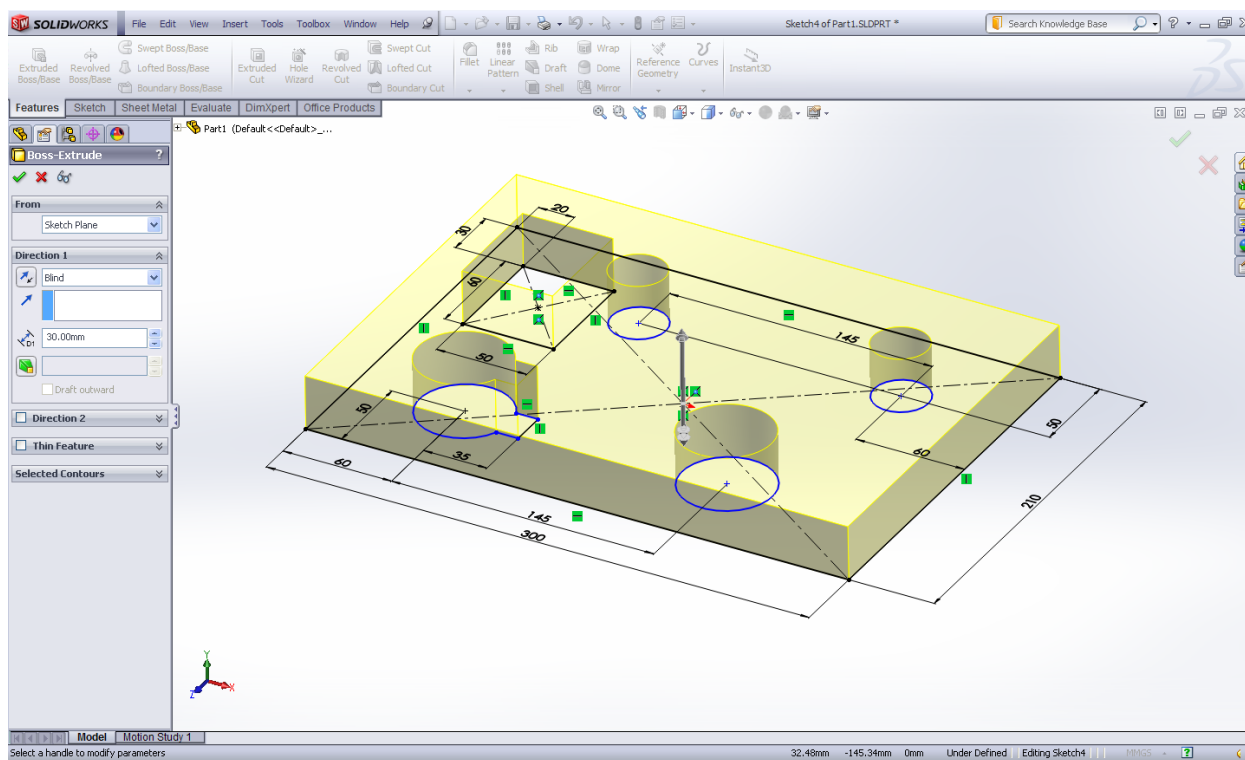 SOLIDWORKS File Edit View Insert Tools Toolbox Window Help Sketch4 of Part1.SLDPRT * Search Knowledge Base ?
Extruded Boss/Base Revolved Boss/Base Swept Boss/Base Lofted Boss/Base Boundary Boss/Base Extruded Cut Hole Wizard Revolved Cut Swept Cut Lofted Cut Boundary Cut Fillet Linear Pattern Rib Draft Shell Wrap Dome Mirror Reference Geometry Curves Instant3D
Features Sketch Sheet Metal Evaluate DimXpert Office Products
Part1 (Default<<Default>_...
Boss-Extrude ?
From
Sketch Plane
Direction 1
Blind
D1 30.00mm
Draft outward
Direction 2
Thin Feature
Selected Contours
20
30
60
50
145
50
35
60
145
300
60
50
210
Y
Z X
Model Motion Study 1
Select a handle to modify parameters 32.48mm -145.34mm 0mm Under Defined Editing Sketch4 MMGS ?